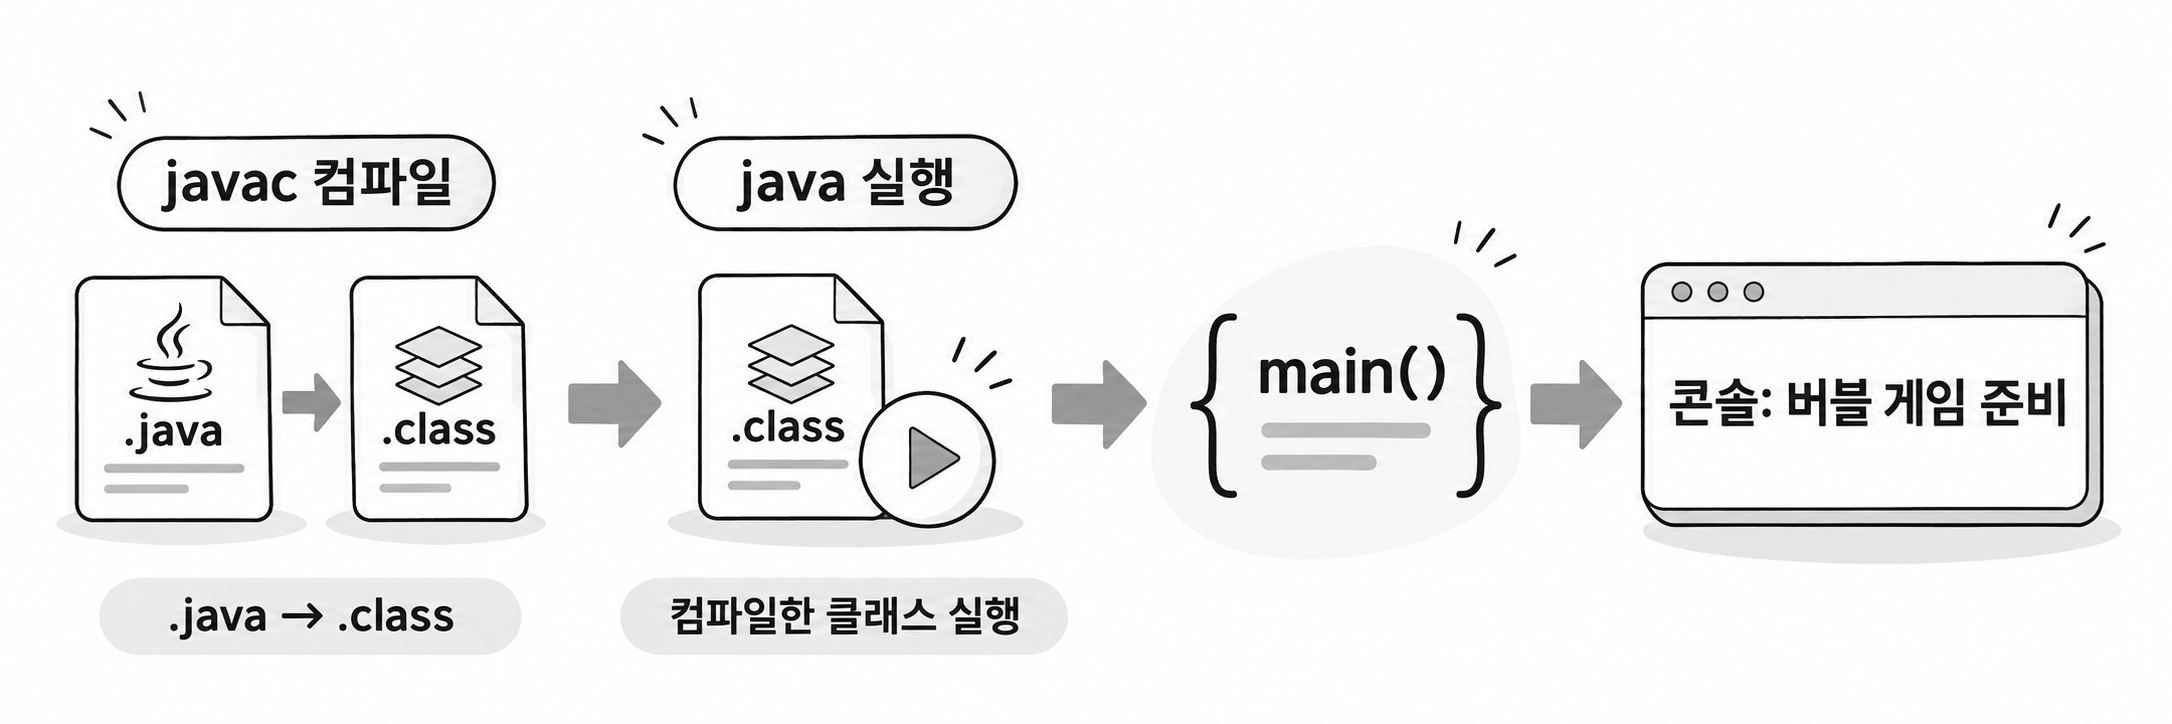 javac 컴파일
java 실행
.java
.class
.class
main()
콘솔: 버블 게임 준비
.java → .class
컴파일한 클래스 실행